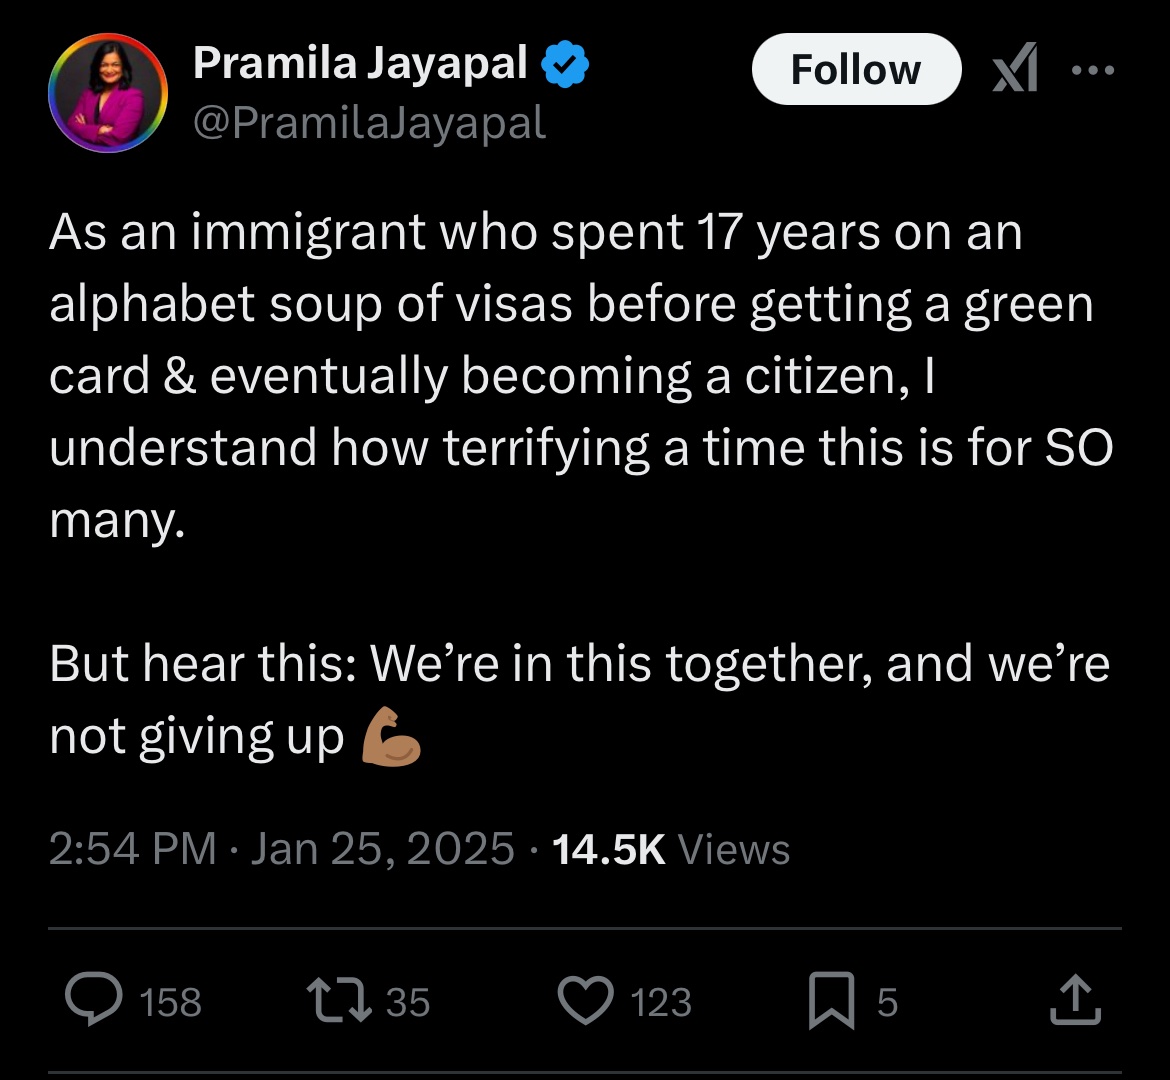 Pramila Jayapal
Follow
@PramilaJayapal
As an immigrant who spent 17 years on an
alphabet soup of visas before getting a green
card & eventually becoming a citizen, I
understand how terrifying a time this is for SO
many.
But hear this: We’re in this together, and we’re
not giving up 💪🏽
2:54 PM · Jan 25, 2025 · 14.5K Views
158 35 123 5